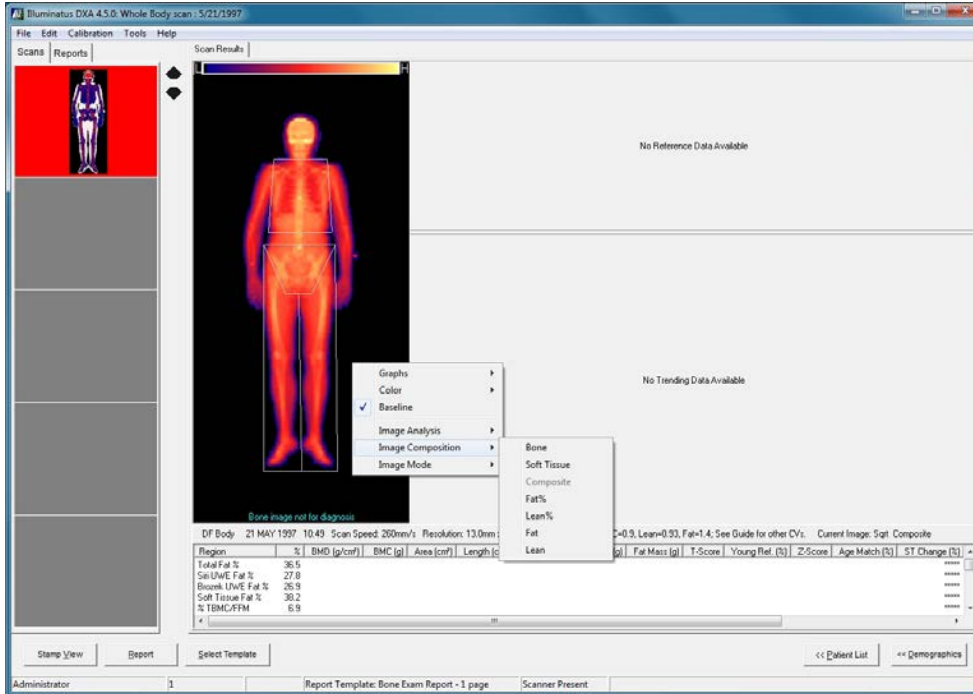 Illuminatus DXA 4.5.0: Whole Body scan : 5/21/1997
File Edit Calibration Tools Help
Scans Reports
Scan Results
L H
No Reference Data Available
No Trending Data Available
Graphs
Color
Baseline
Image Analysis
Image Composition
Image Mode
Bone
Soft Tissue
Composite
Fat%
Lean%
Fat
Lean
Bone image not for diagnosis
DF Body 21 MAY 1997 10:49 Scan Speed: 260mm/s Resolution: 13.0mm C=0.9, Lean=0.93, Fat=1.4; See Guide for other CVs. Current Image: Sqrt Composite
Region % BMD (g/cm²) BMC (g) Area (cm²) Length (c (g) Fat Mass (g) T-Score Young Ref. (%) Z-Score Age Match (%) ST Change (%)
Total Fat % 36.5 *****
Siri UWE Fat % 27.8 *****
Brozek UWE Fat % 26.9 *****
Soft Tissue Fat % 38.2 *****
% TBMC/FFM 6.9 *****
Stamp View Report Select Template << Patient List << Demographics
Administrator 1 Report Template: Bone Exam Report - 1 page Scanner Present